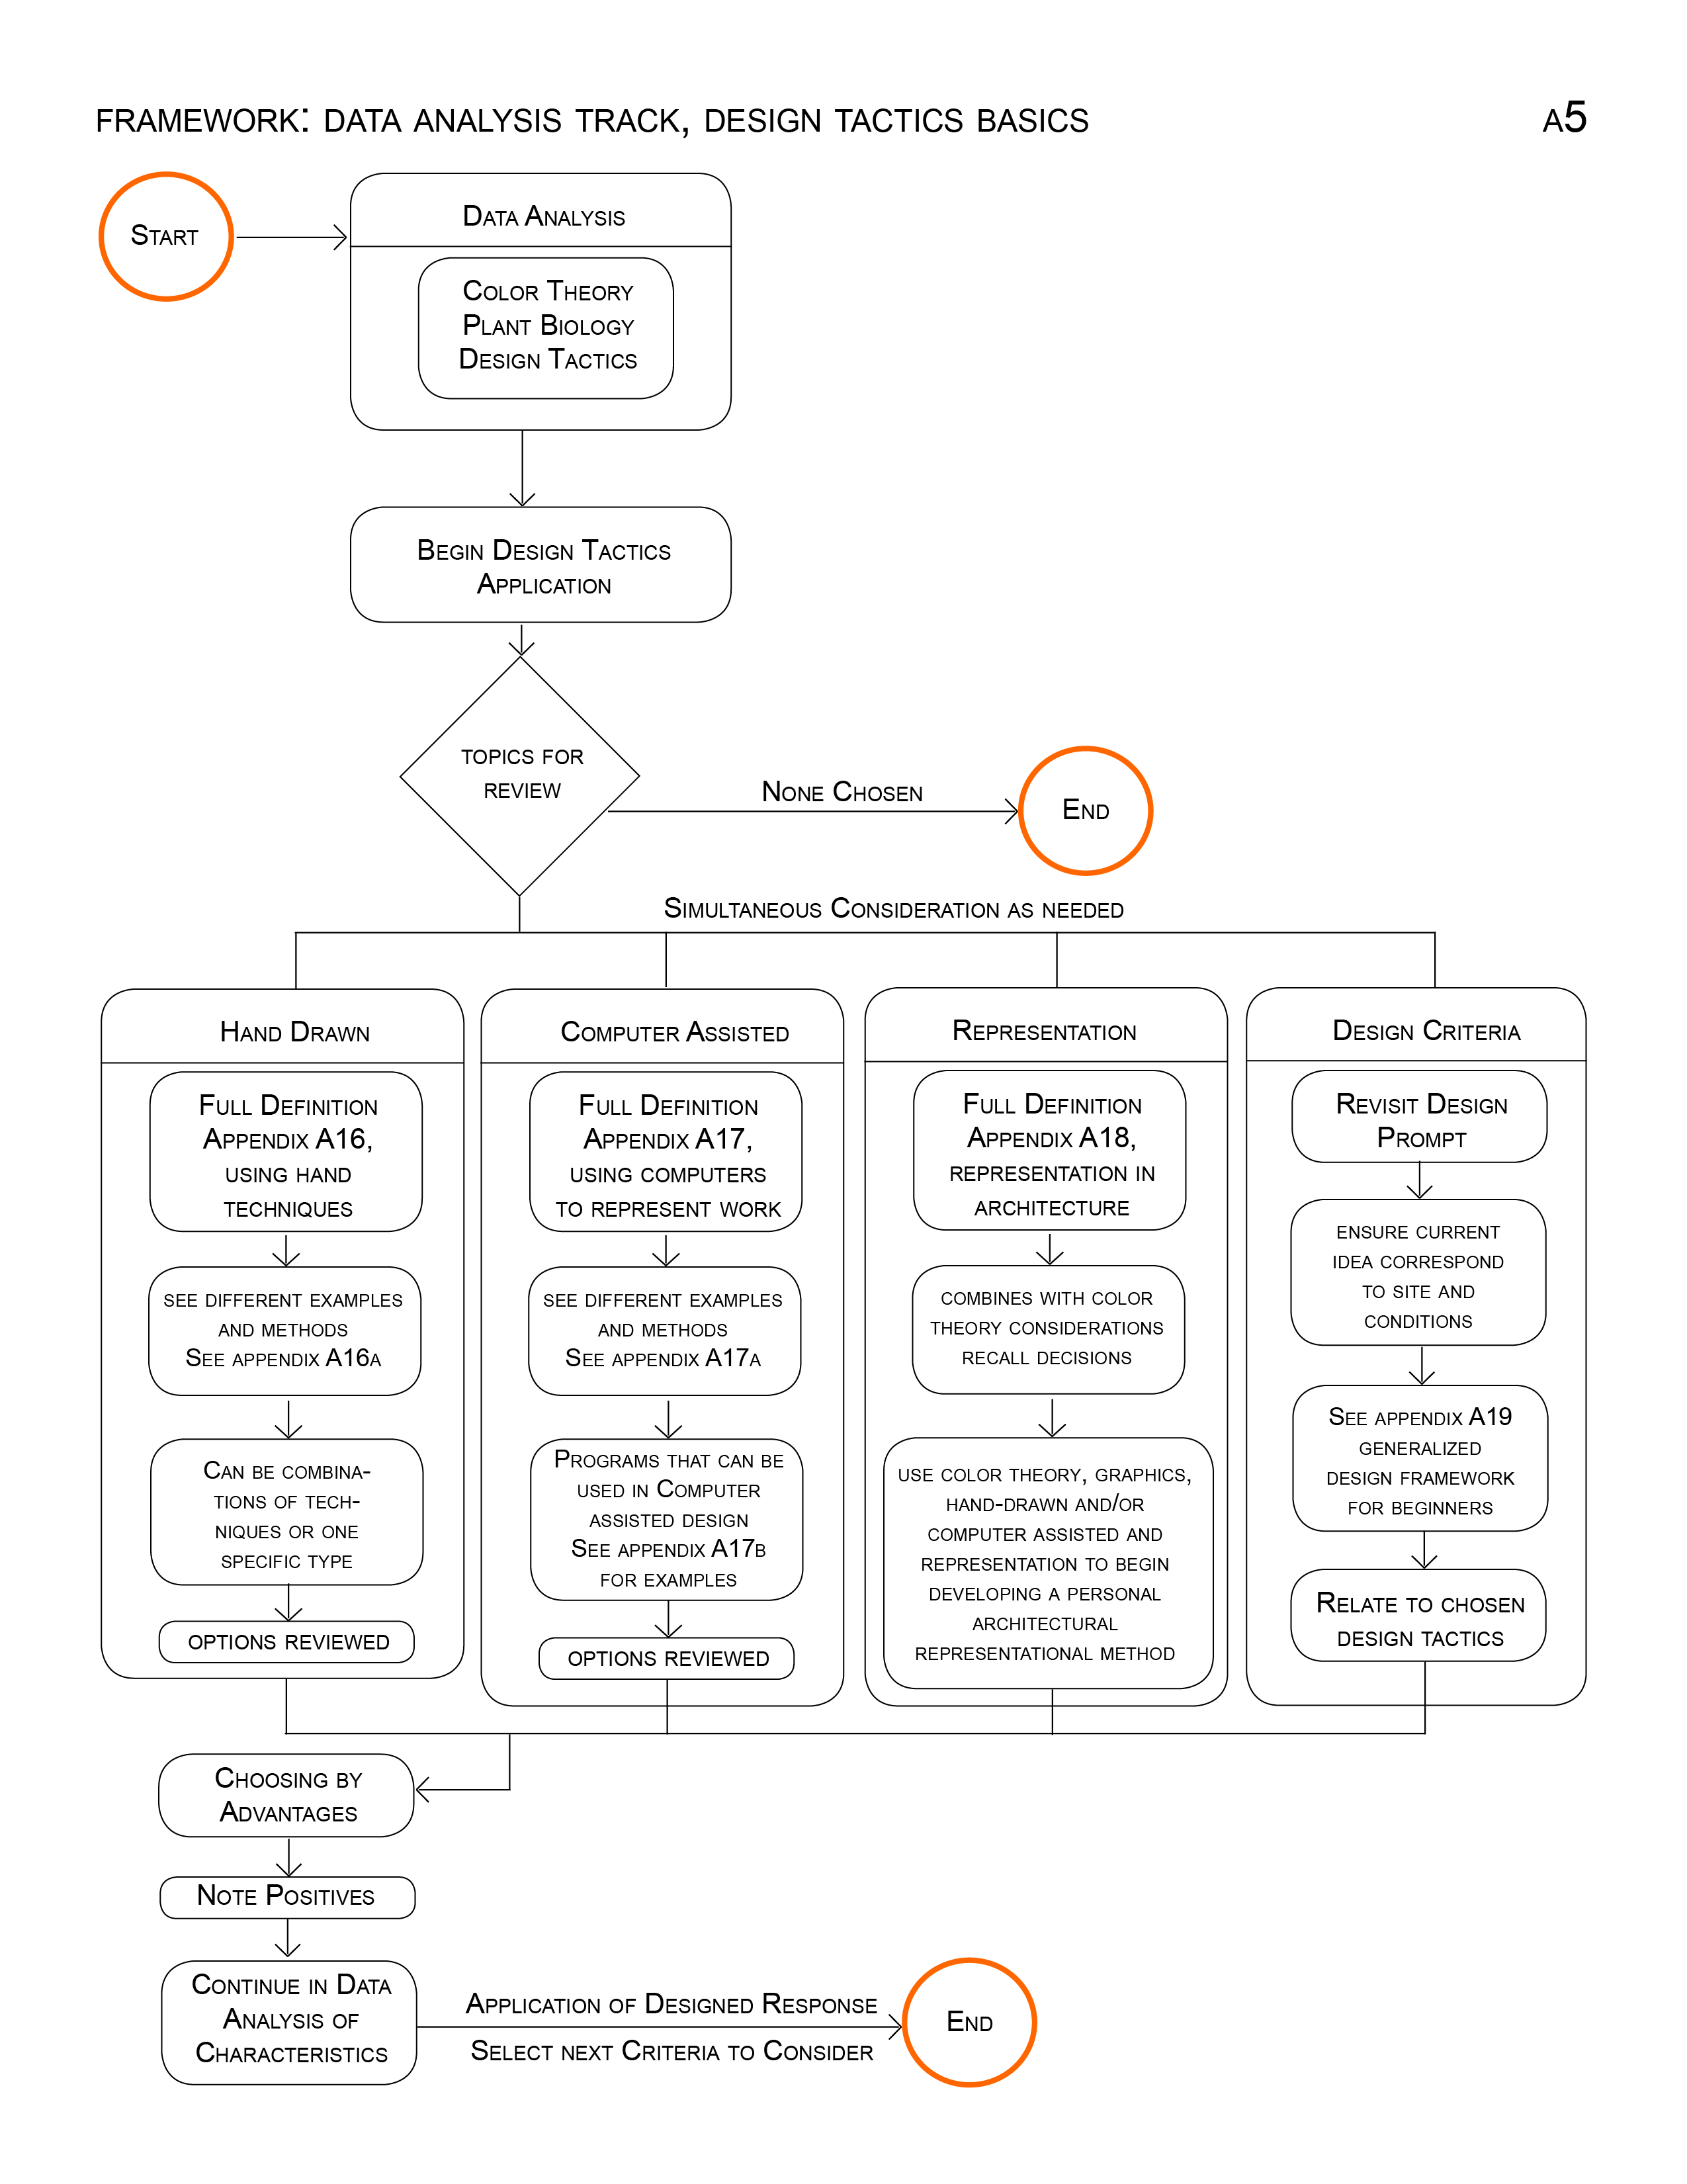 FRAMEWORK: DATA ANALYSIS TRACK, DESIGN TACTICS BASICS
A5
START
DATA ANALYSIS
COLOR THEORY
PLANT BIOLOGY
DESIGN TACTICS
BEGIN DESIGN TACTICS
APPLICATION
TOPICS FOR
REVIEW
NONE CHOSEN
END
SIMULTANEOUS CONSIDERATION AS NEEDED
HAND DRAWN
FULL DEFINITION
APPENDIX A16,
USING HAND
TECHNIQUES
SEE DIFFERENT EXAMPLES
AND METHODS
SEE APPENDIX A16A
CAN BE COMBINA-
TIONS OF TECH-
NIQUES OR ONE
SPECIFIC TYPE
OPTIONS REVIEWED
COMPUTER ASSISTED
FULL DEFINITION
APPENDIX A17,
USING COMPUTERS
TO REPRESENT WORK
SEE DIFFERENT EXAMPLES
AND METHODS
SEE APPENDIX A17A
PROGRAMS THAT CAN BE
USED IN COMPUTER
ASSISTED DESIGN
SEE APPENDIX A17B
FOR EXAMPLES
OPTIONS REVIEWED
REPRESENTATION
FULL DEFINITION
APPENDIX A18,
REPRESENTATION IN
ARCHITECTURE
COMBINES WITH COLOR
THEORY CONSIDERATIONS
RECALL DECISIONS
USE COLOR THEORY, GRAPHICS,
HAND-DRAWN AND/OR
COMPUTER ASSISTED AND
REPRESENTATION TO BEGIN
DEVELOPING A PERSONAL
ARCHITECTURAL
REPRESENTATIONAL METHOD
DESIGN CRITERIA
REVISIT DESIGN
PROMPT
ENSURE CURRENT
IDEA CORRESPOND
TO SITE AND
CONDITIONS
SEE APPENDIX A19
GENERALIZED
DESIGN FRAMEWORK
FOR BEGINNERS
RELATE TO CHOSEN
DESIGN TACTICS
CHOOSING BY
ADVANTAGES
NOTE POSITIVES
CONTINUE IN DATA
ANALYSIS OF
CHARACTERISTICS
APPLICATION OF DESIGNED RESPONSE
SELECT NEXT CRITERIA TO CONSIDER
END